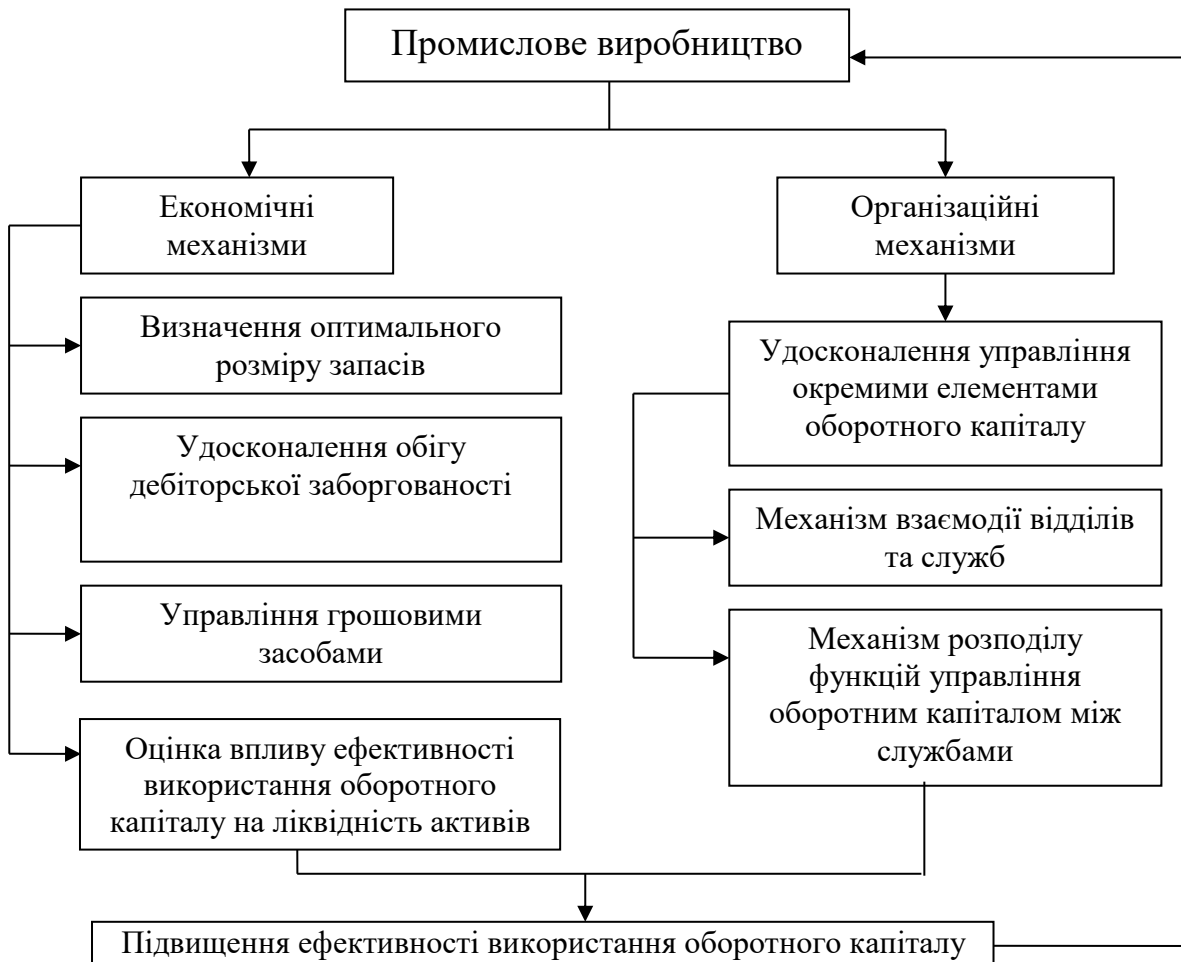 Промислове виробництво
Економічні
механізми
Визначення оптимального
розміру запасів
Удосконалення обігу
дебіторської заборгованості
Управління грошовими
засобами
Оцінка впливу ефективності
використання оборотного
капіталу на ліквідність активів
Організаційні
механізми
Удосконалення управління
окремими елементами
оборотного капіталу
Механізм взаємодії відділів
та служб
Механізм розподілу
функцій управління
оборотним капіталом між
службами
Підвищення ефективності використання оборотного капіталу